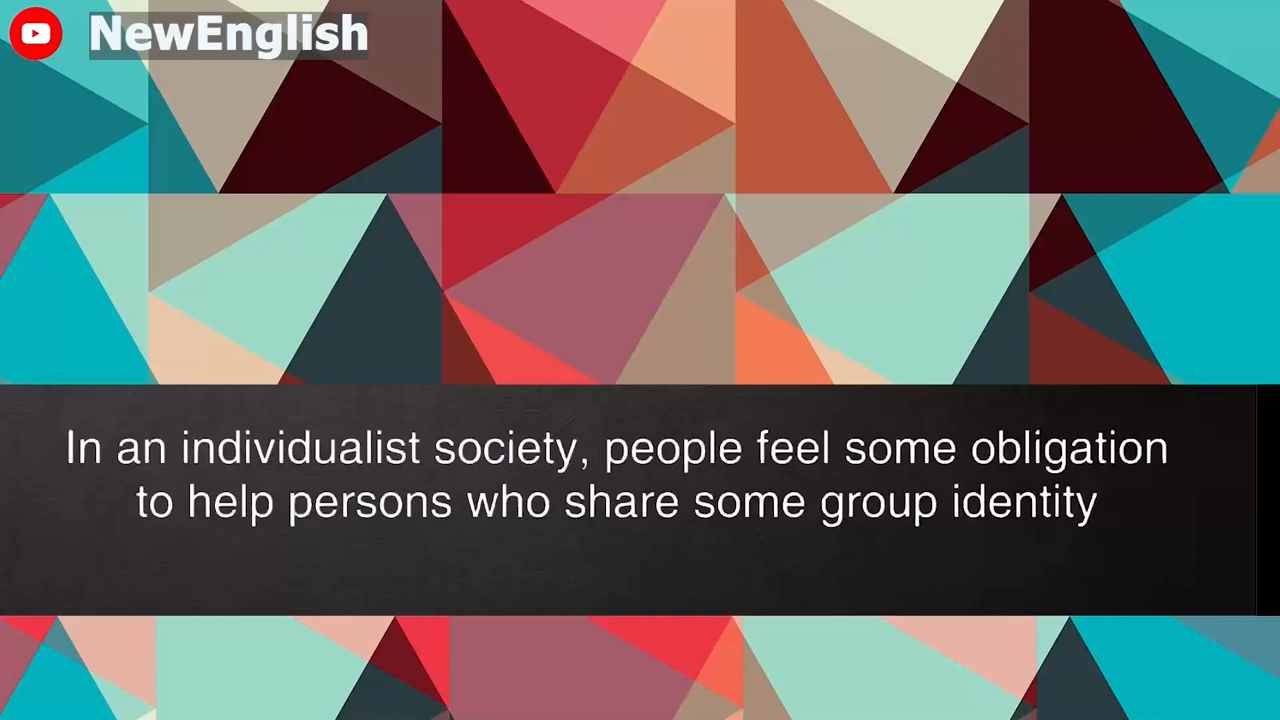 NewEnglish
In an individualist society, people feel some obligation
to help persons who share some group identity